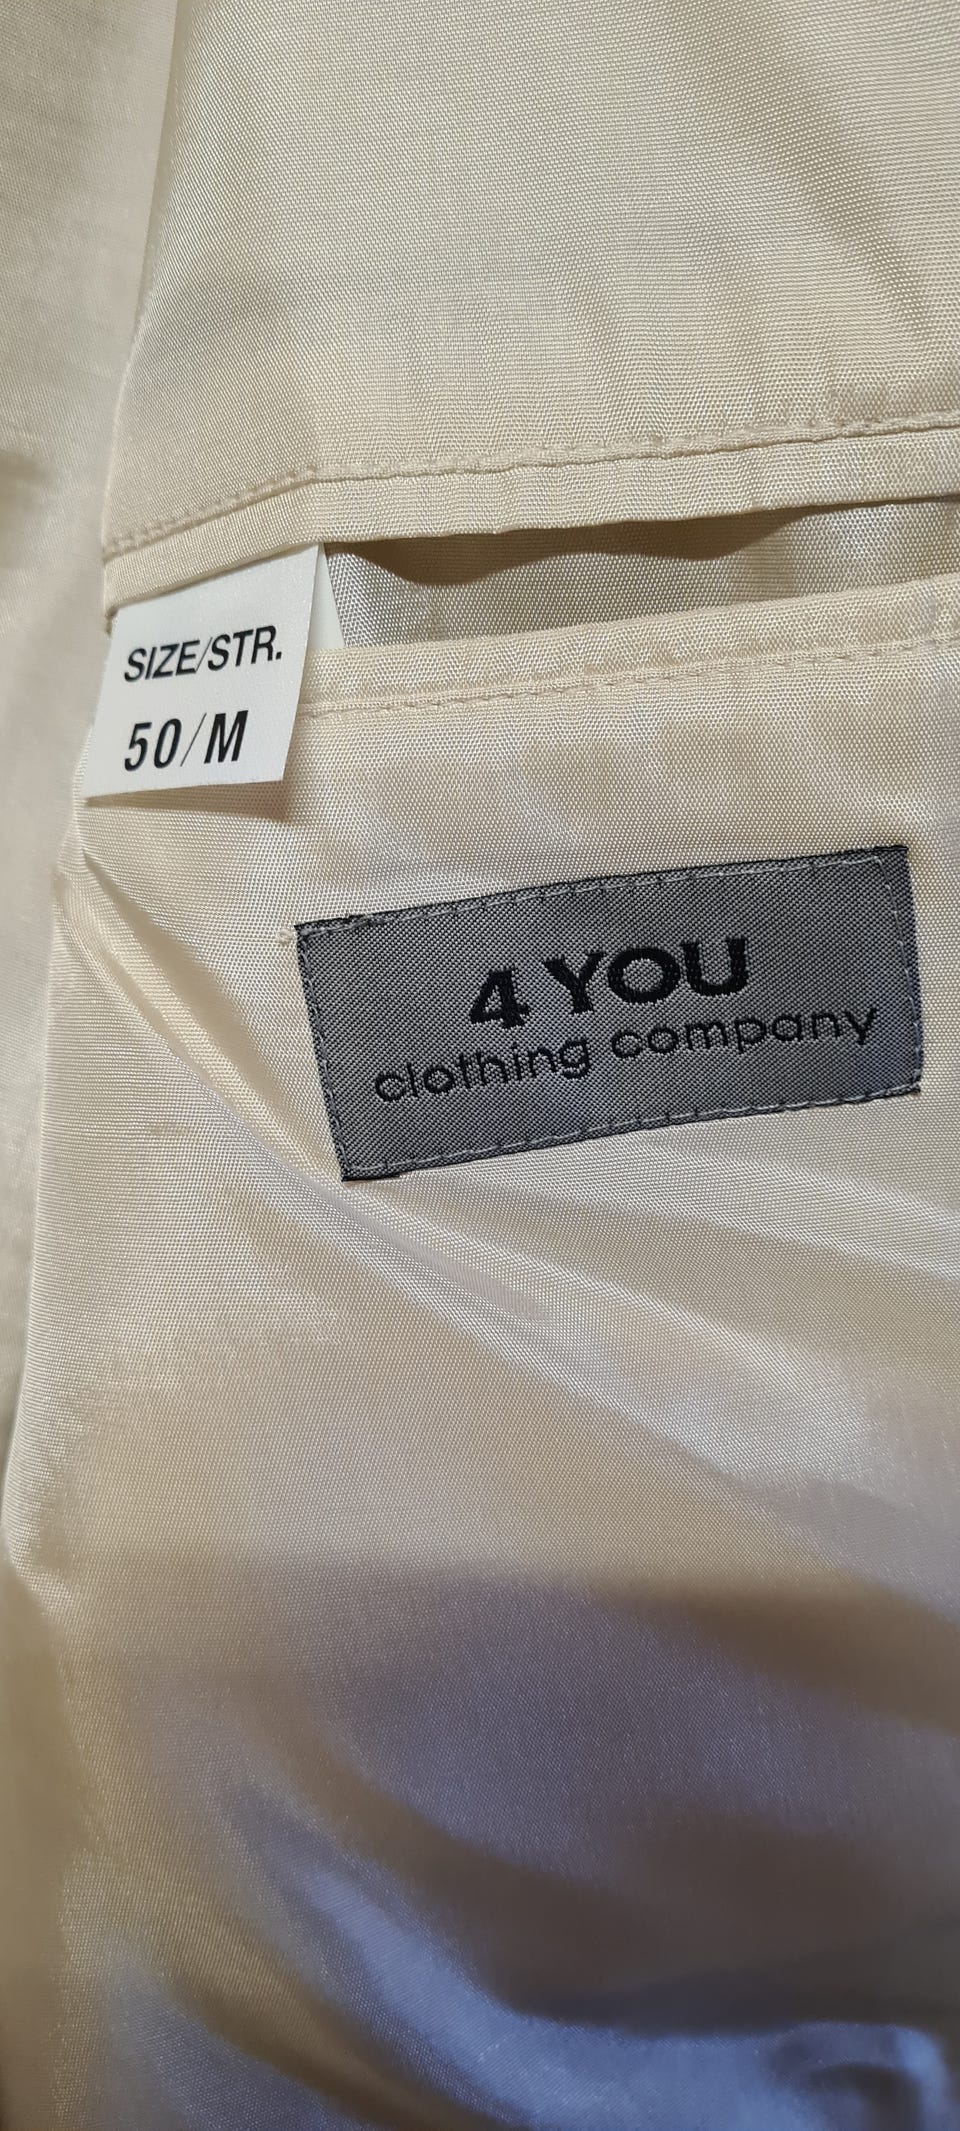 SIZE/STR.
50/M
4 YOU
clothing company